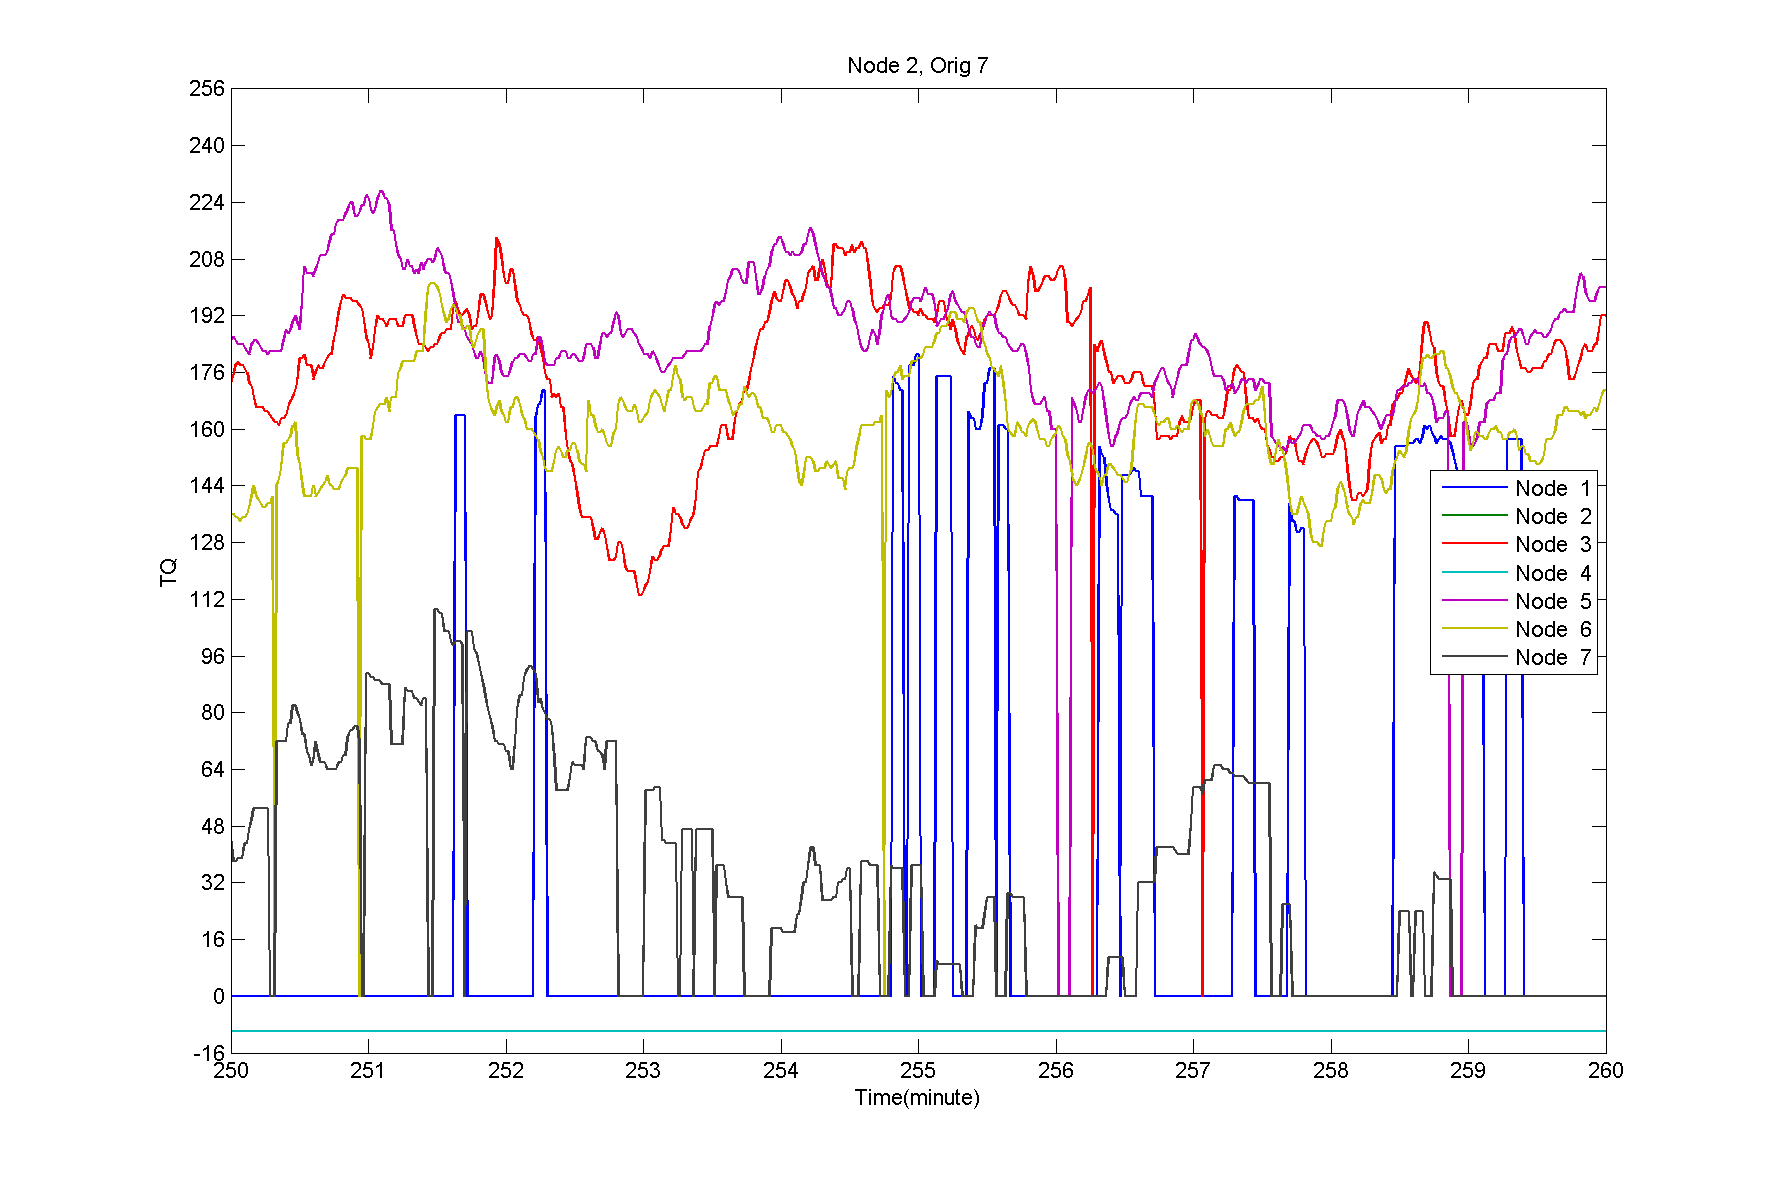 Node 2, Orig 7
256
240
224
208
192
176
160
144
128
112
96
80
64
48
32
16
0
-16
TQ
Node 1
Node 2
Node 3
Node 4
Node 5
Node 6
Node 7
250 251 252 253 254 255 256 257 258 259 260
Time(minute)